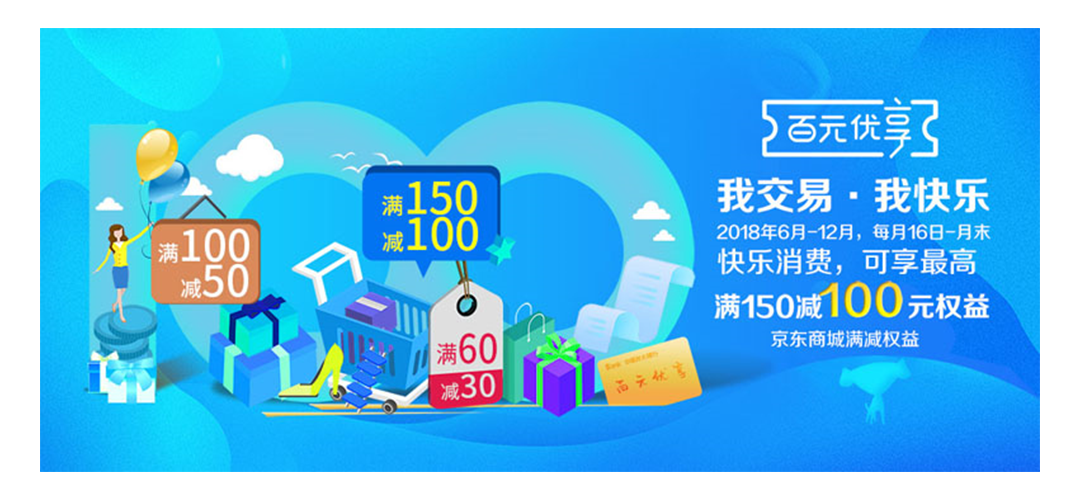 百元优享
我交易·我快乐
2018年6月-12月，每月16日-月末
快乐消费，可享最高
满150减100元权益
京东商城满减权益
满150
减100
满100
减50
满60
减30
百元优享